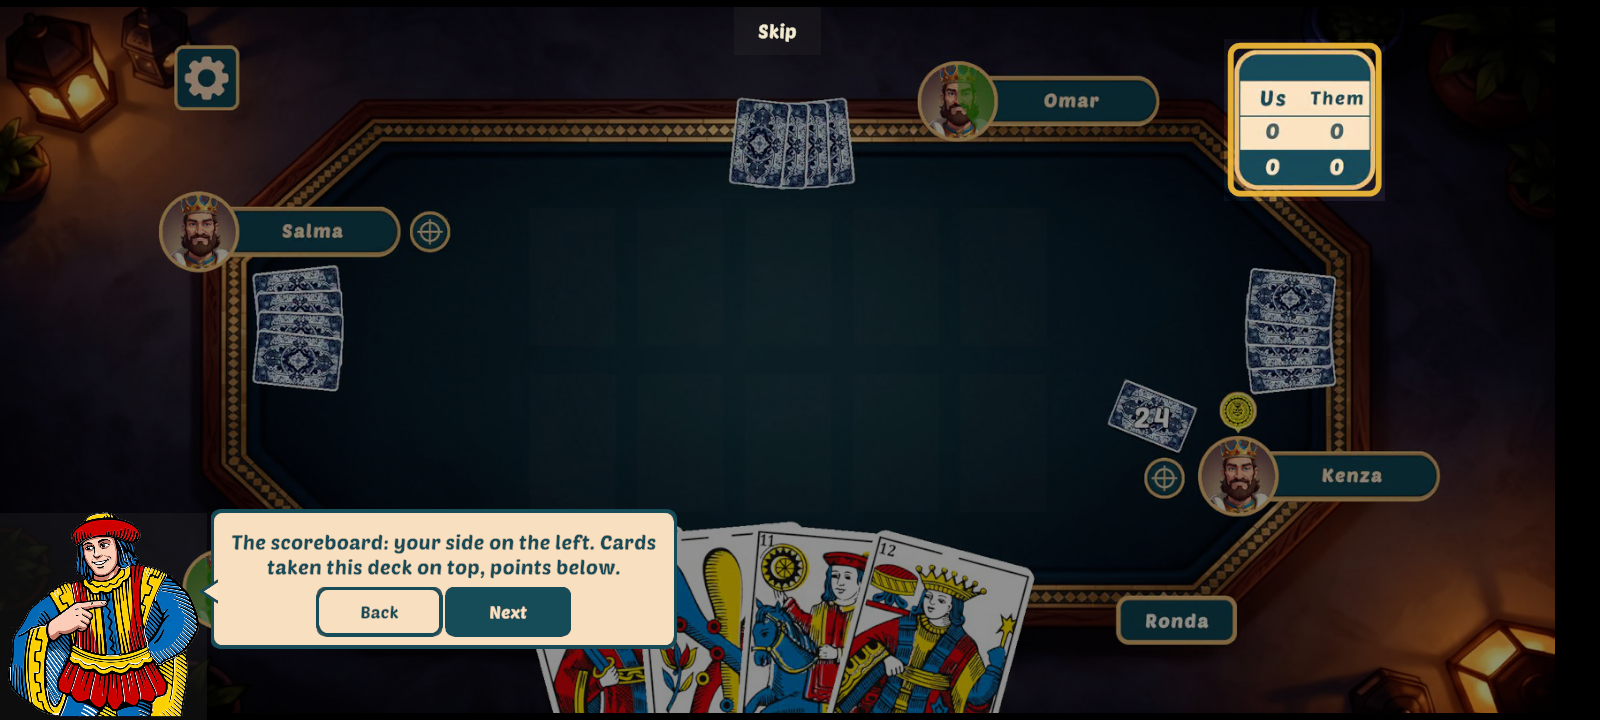 Skip
Omar
Us Them
0 0
0 0
Salma
24
Kenza
The scoreboard: your side on the left. Cards
taken this deck on top, points below.
Back Next
11
12
Ronda